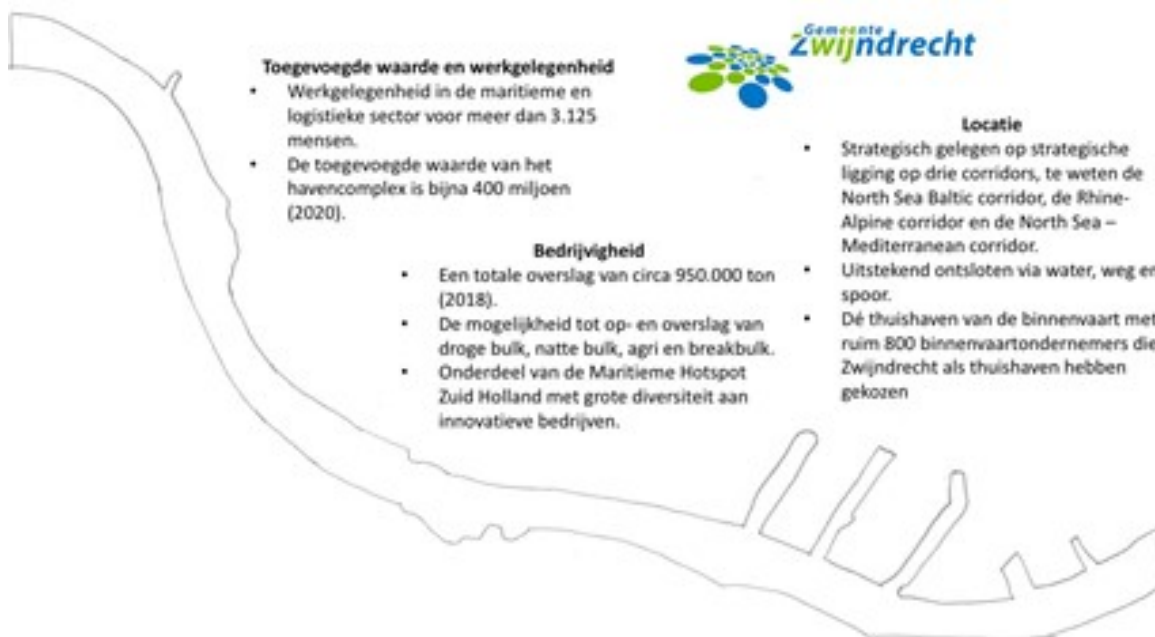 Gemeente
Zwijndrecht
Toegevoegde waarde en werkgelegenheid
• Werkgelegenheid in de maritieme en
logistieke sector voor meer dan 3.125
mensen.
• De toegevoegde waarde van het
havencomplex is bijna 400 miljoen
(2020).
Bedrijvigheid
• Een totale overslag van circa 950.000 ton
(2018).
• De mogelijkheid tot op- en overslag van
droge bulk, natte bulk, agri en breakbulk.
• Onderdeel van de Maritieme Hotspot
Zuid Holland met grote diversiteit aan
innovatieve bedrijven.
Locatie
• Strategisch gelegen op strategische
ligging op drie corridors, te weten de
North Sea Baltic corridor, de Rhine-
Alpine corridor en de North Sea –
Mediterranean corridor.
• Uitstekend ontsloten via water, weg en
spoor.
• Dé thuishaven van de binnenvaart met
ruim 800 binnenvaartondernemers die
Zwijndrecht als thuishaven hebben
gekozen